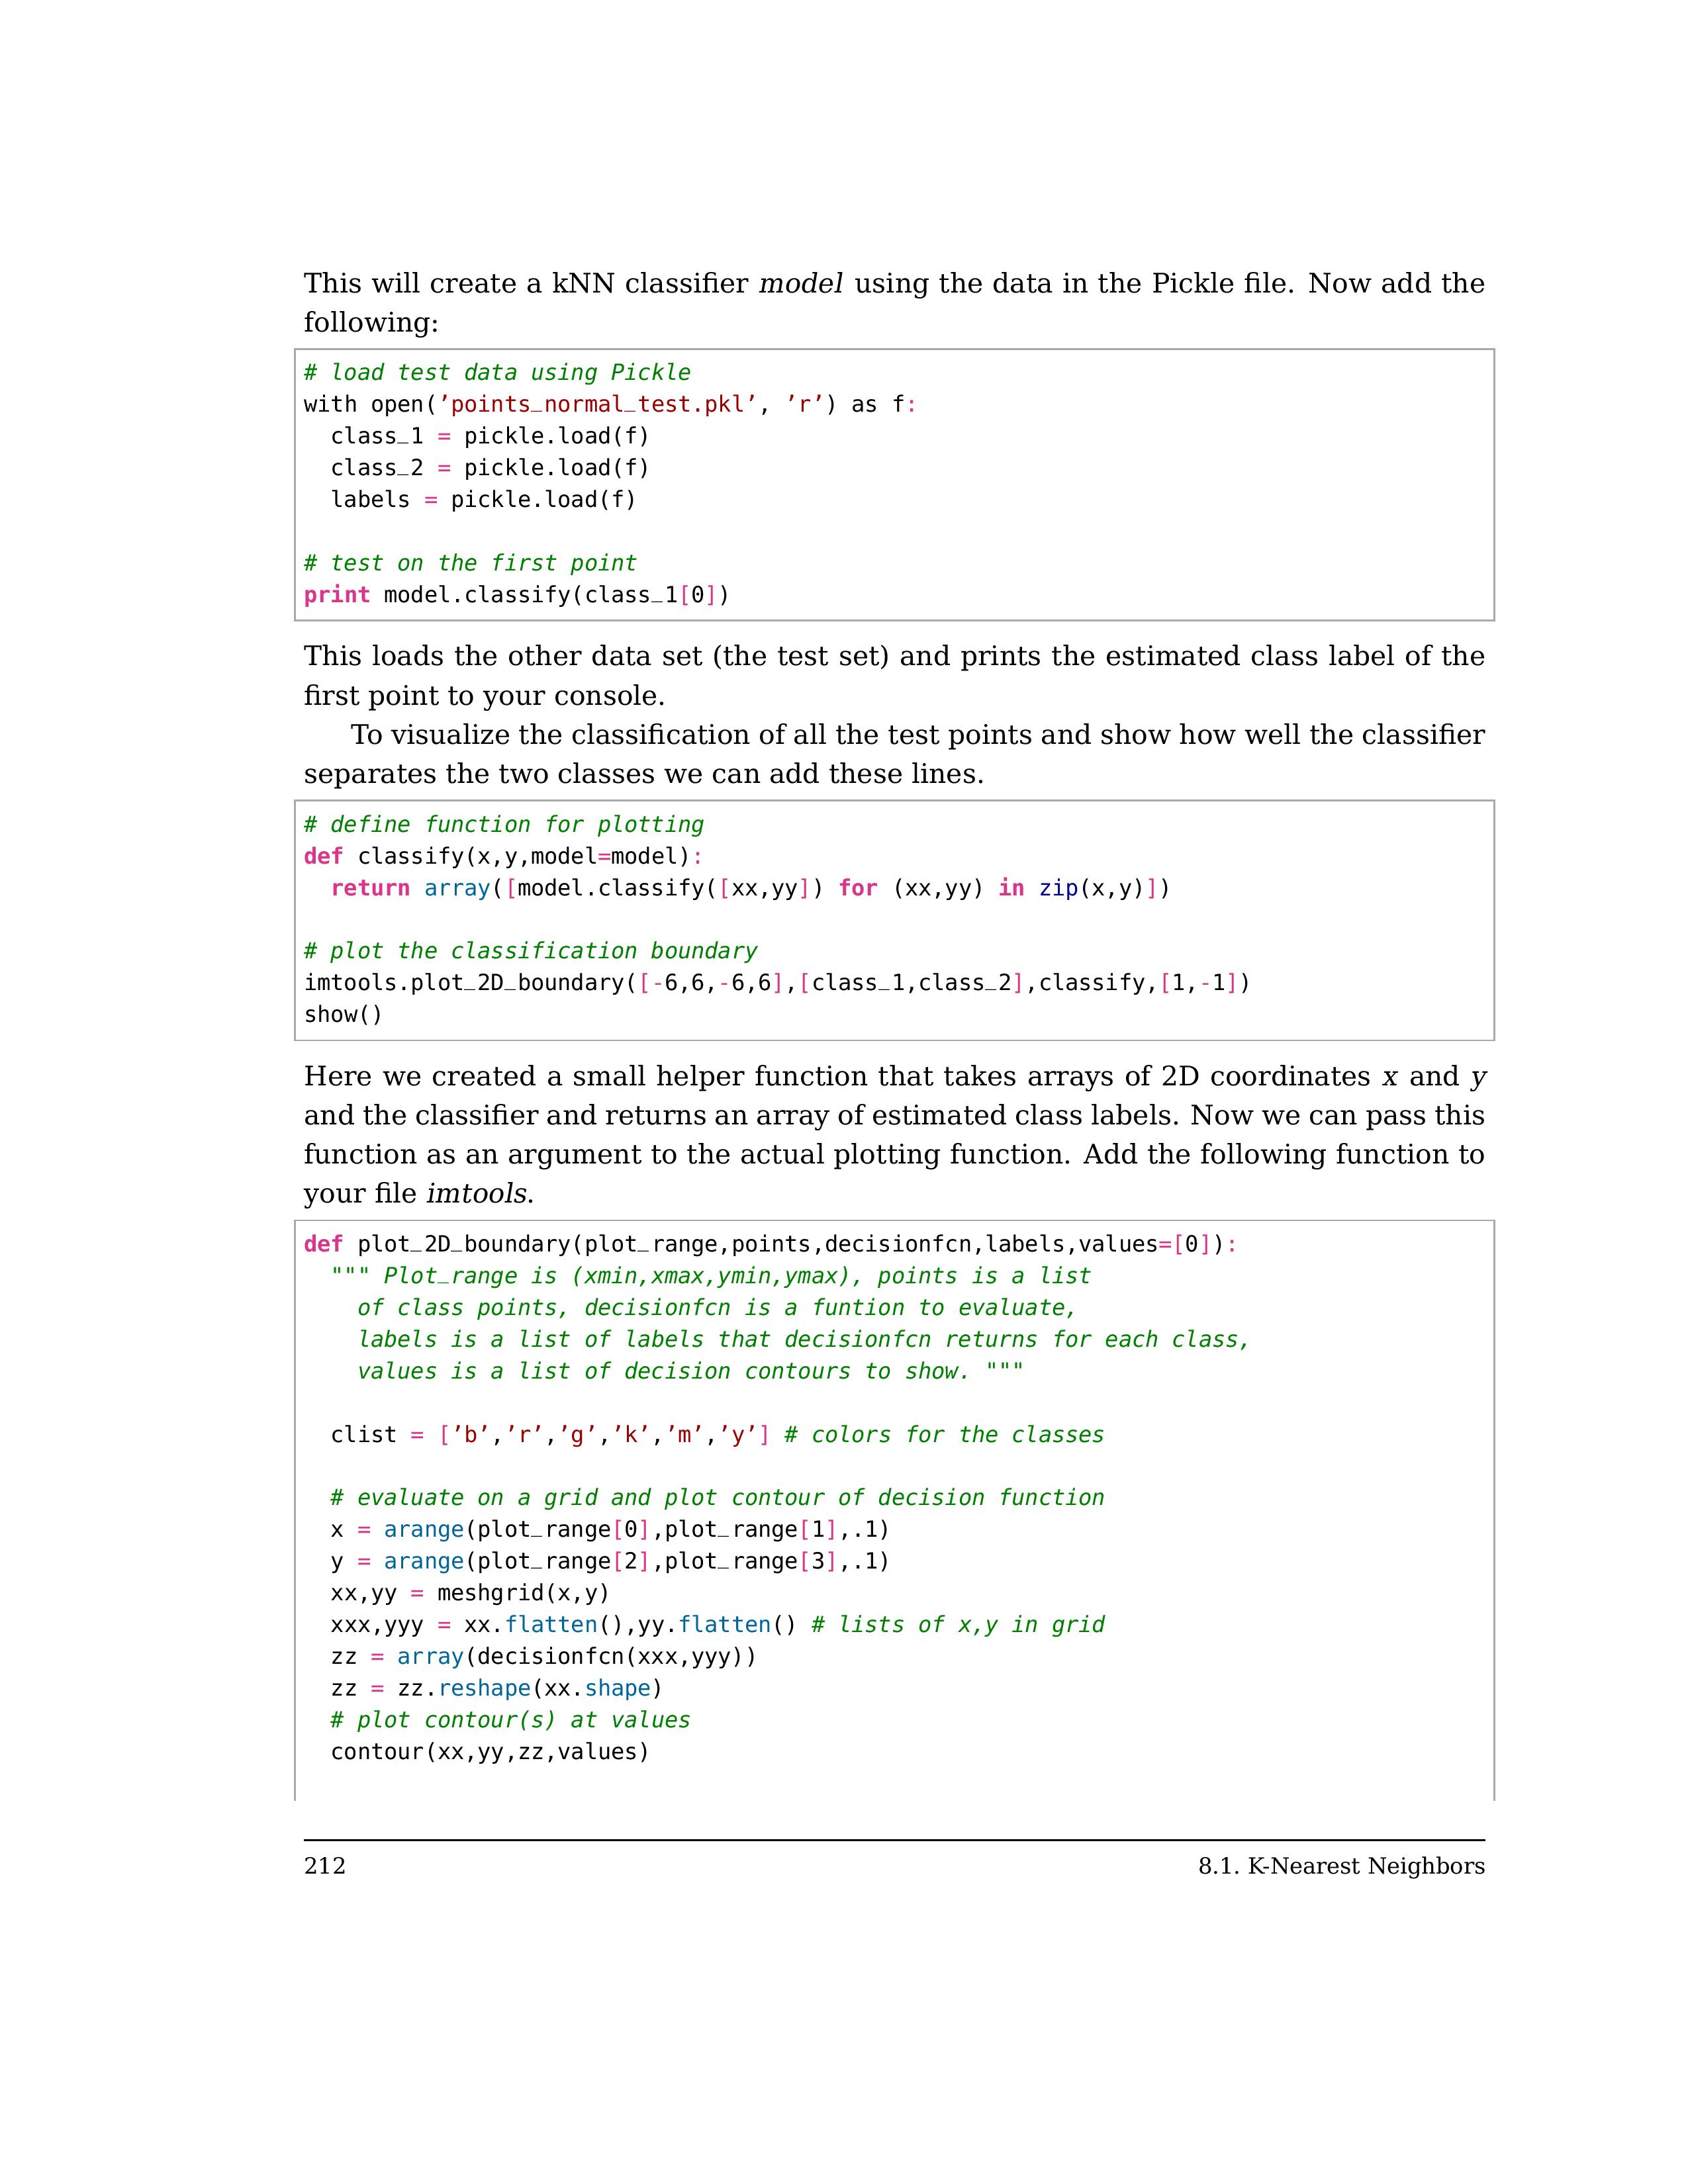 This will create a kNN classifier model using the data in the Pickle file. Now add the
following:
# load test data using Pickle
with open(’points_normal_test.pkl’, ’r’) as f:
  class_1 = pickle.load(f)
  class_2 = pickle.load(f)
  labels = pickle.load(f)

# test on the first point
print model.classify(class_1[0])
This loads the other data set (the test set) and prints the estimated class label of the
first point to your console.
To visualize the classification of all the test points and show how well the classifier
separates the two classes we can add these lines.
# define function for plotting
def classify(x,y,model=model):
  return array([model.classify([xx,yy]) for (xx,yy) in zip(x,y)])

# plot the classification boundary
imtools.plot_2D_boundary([-6,6,-6,6],[class_1,class_2],classify,[1,-1])
show()
Here we created a small helper function that takes arrays of 2D coordinates x and y
and the classifier and returns an array of estimated class labels. Now we can pass this
function as an argument to the actual plotting function. Add the following function to
your file imtools.
def plot_2D_boundary(plot_range,points,decisionfcn,labels,values=[0]):
  """ Plot_range is (xmin,xmax,ymin,ymax), points is a list
    of class points, decisionfcn is a funtion to evaluate,
    labels is a list of labels that decisionfcn returns for each class,
    values is a list of decision contours to show. """

  clist = [’b’,’r’,’g’,’k’,’m’,’y’] # colors for the classes

  # evaluate on a grid and plot contour of decision function
  x = arange(plot_range[0],plot_range[1],.1)
  y = arange(plot_range[2],plot_range[3],.1)
  xx,yy = meshgrid(x,y)
  xxx,yyy = xx.flatten(),yy.flatten() # lists of x,y in grid
  zz = array(decisionfcn(xxx,yyy))
  zz = zz.reshape(xx.shape)
  # plot contour(s) at values
  contour(xx,yy,zz,values)
212
8.1. K-Nearest Neighbors